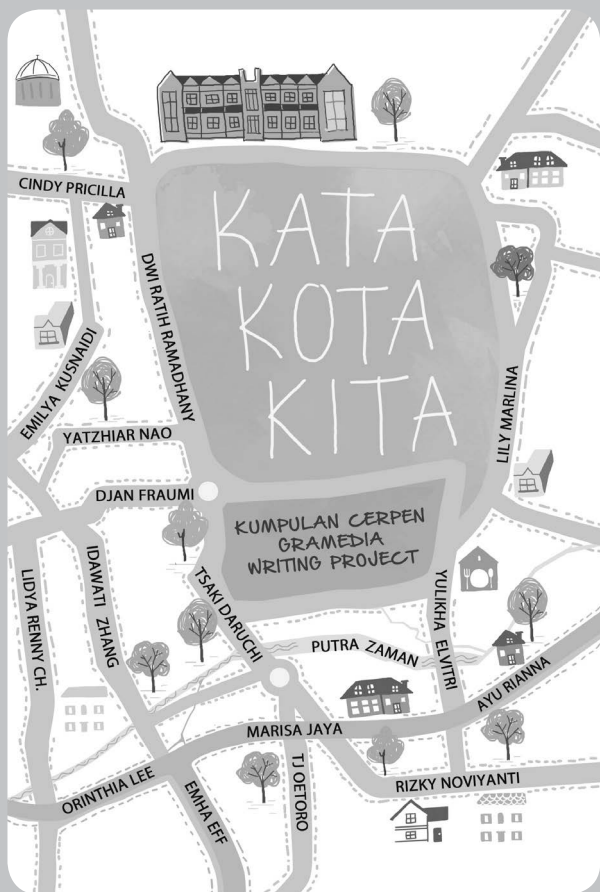 CINDY PRICILLA
KATA
KOTA
KITA
DWI RATIH RAMADHANY
EMILYA KUSNAIDI
YATZHIAR NAO
LILY MARLINA
DJAN FRAUMI
KUMPULAN CERPEN
GRAMEDIA
WRITING PROJECT
LIDYA RENNY CH.
IDAWATI ZHANG
TSAKI DARUCHI
PUTRA ZAMAN
YULIKHA ELVITRI
AYU RIANNA
MARISA JAYA
ORINTHIA LEE
EMHA EFF
TJ OETORO
RIZKY NOVIYANTI